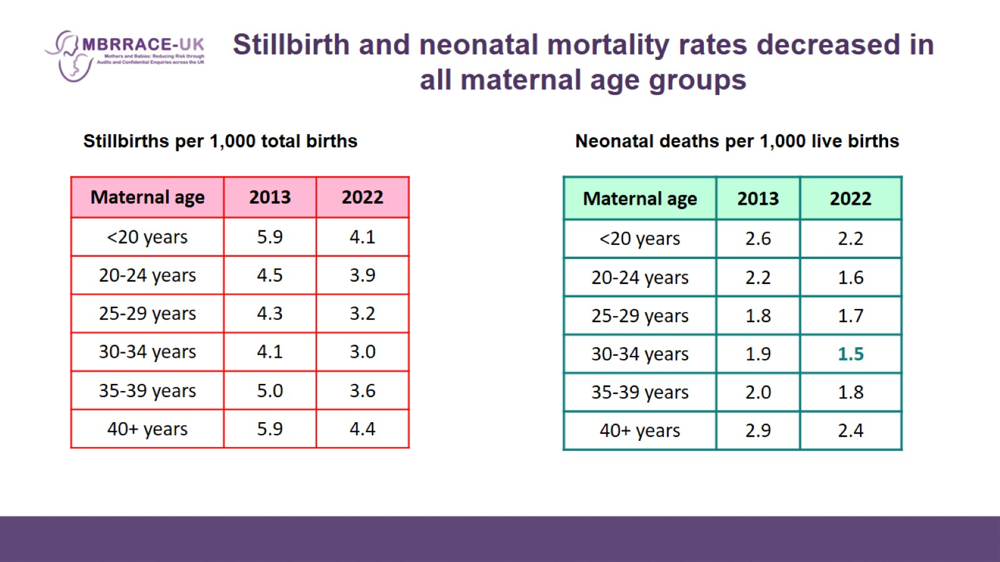 MBRRACE-UK
Mothers and Babies: Reducing Risk through
Audits and Confidential Enquiries across the UK
Stillbirth and neonatal mortality rates decreased in
all maternal age groups
Stillbirths per 1,000 total births
Maternal age 2013 2022
<20 years 5.9 4.1
20-24 years 4.5 3.9
25-29 years 4.3 3.2
30-34 years 4.1 3.0
35-39 years 5.0 3.6
40+ years 5.9 4.4
Neonatal deaths per 1,000 live births
Maternal age 2013 2022
<20 years 2.6 2.2
20-24 years 2.2 1.6
25-29 years 1.8 1.7
30-34 years 1.9 1.5
35-39 years 2.0 1.8
40+ years 2.9 2.4